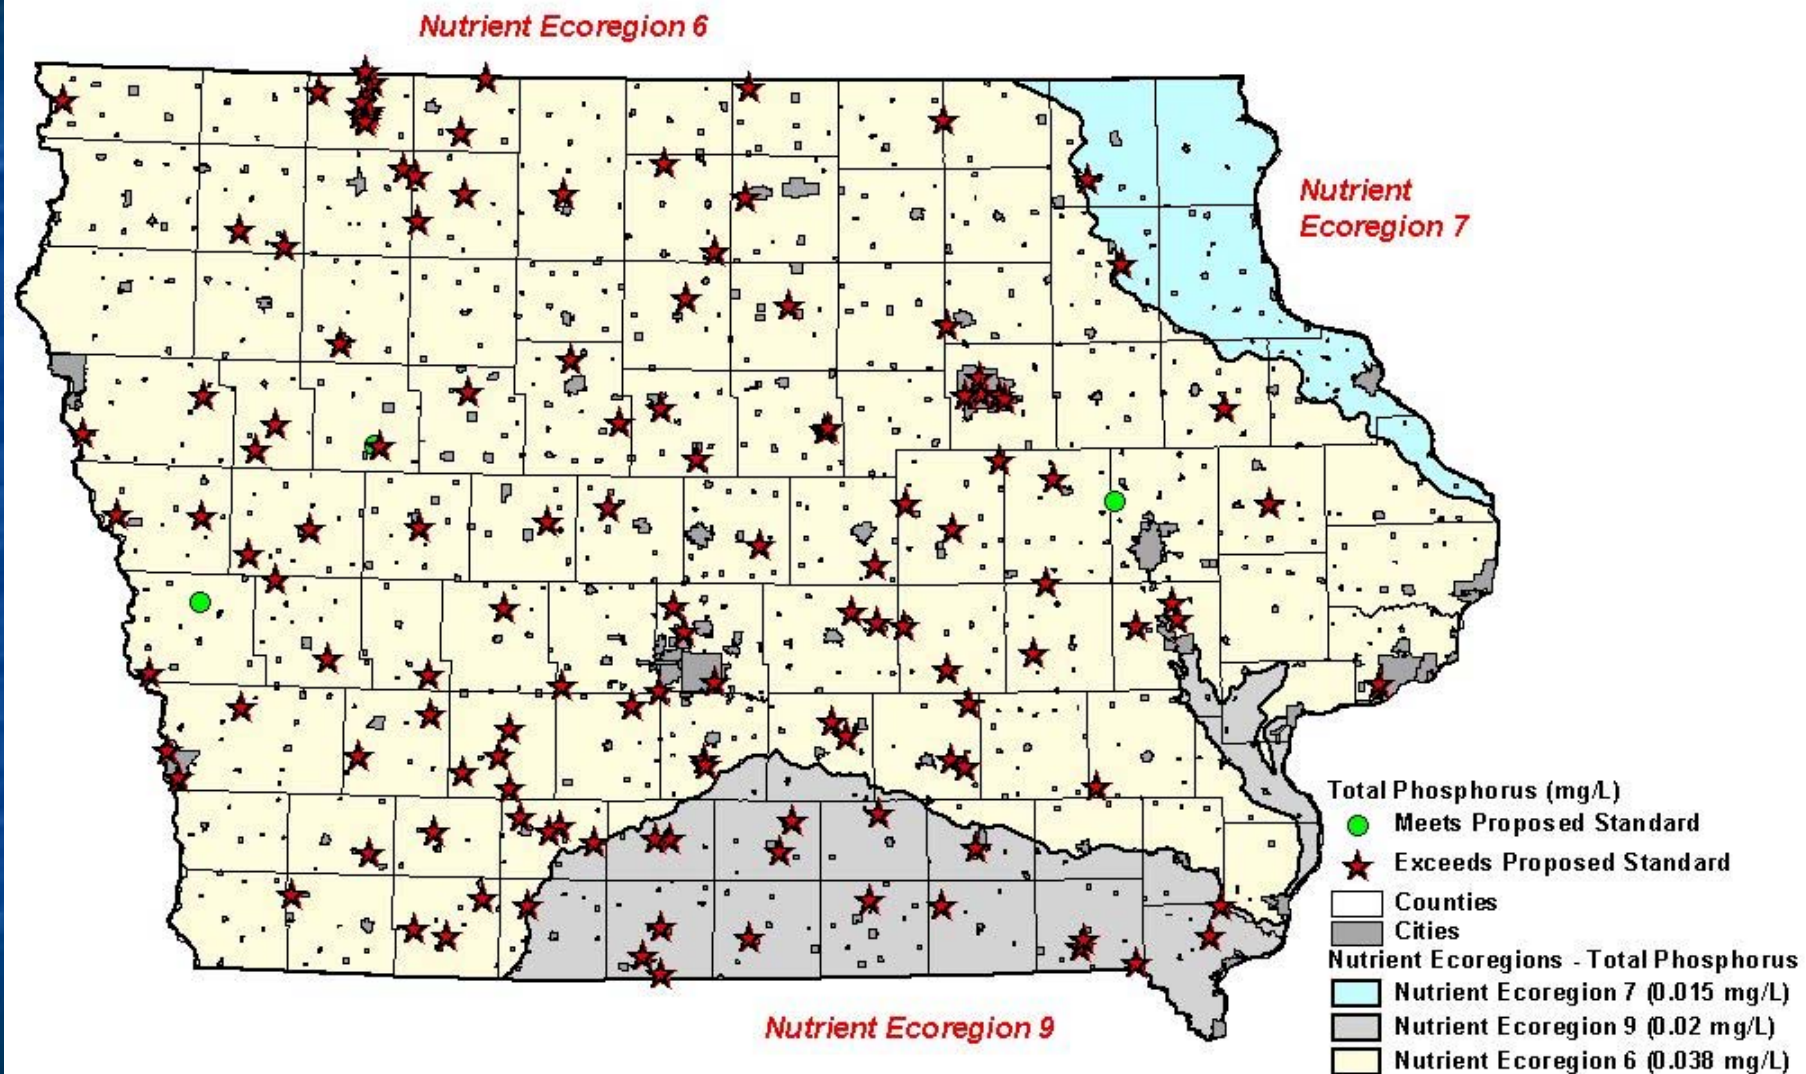 Nutrient Ecoregion 6
Nutrient
Ecoregion 7
Total Phosphorus (mg/L)
Meets Proposed Standard
Exceeds Proposed Standard
Counties
Cities
Nutrient Ecoregions - Total Phosphorus
Nutrient Ecoregion 7 (0.015 mg/L)
Nutrient Ecoregion 9 (0.02 mg/L)
Nutrient Ecoregion 6 (0.038 mg/L)
Nutrient Ecoregion 9